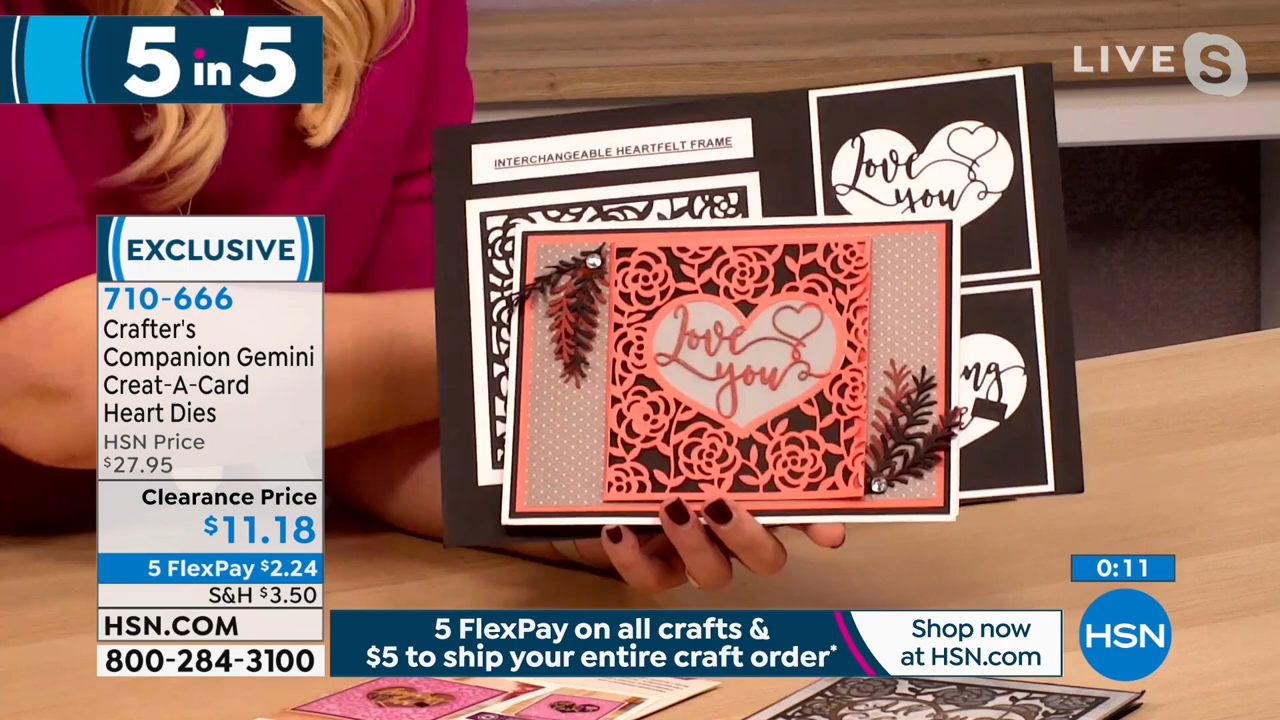 5 in 5
LIVE S
INTERCHANGEABLE HEARTFELT FRAME
Love
you
Love
you
EXCLUSIVE
710-666
Crafter's
Companion Gemini
Creat-A-Card
Heart Dies
HSN Price
$27.95
Clearance Price
$11.18
5 FlexPay $2.24
S&H $3.50
HSN.COM
800-284-3100
5 FlexPay on all crafts &
$5 to ship your entire craft order*
Shop now
at HSN.com
0:11
HSN